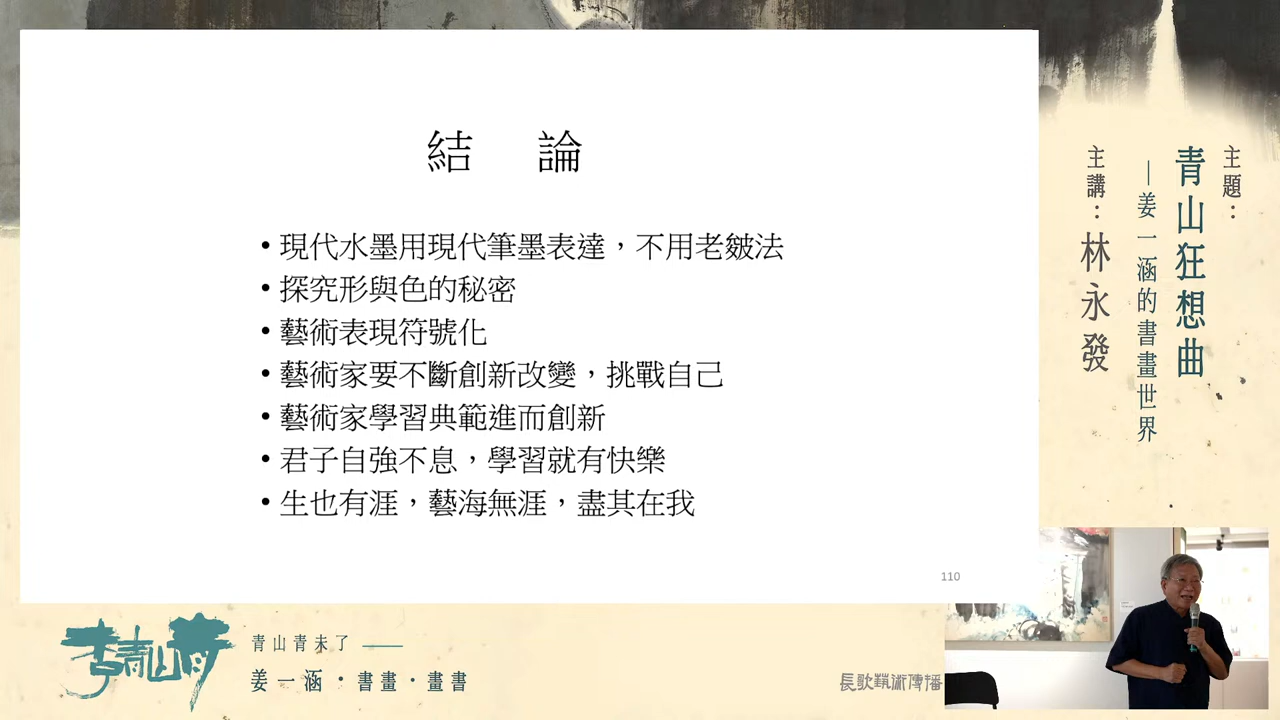 結 論
• 現代水墨用現代筆墨表達，不用老皴法
• 探究形與色的秘密
• 藝術表現符號化
• 藝術家要不斷創新改變，挑戰自己
• 藝術家學習典範進而創新
• 君子自強不息，學習就有快樂
• 生也有涯，藝海無涯，盡其在我
110
主題：
青山狂想曲
—姜一涵的書畫世界
主講：林永發
青山青未了——
姜一涵·書畫·畫書
長歌藝術傳播